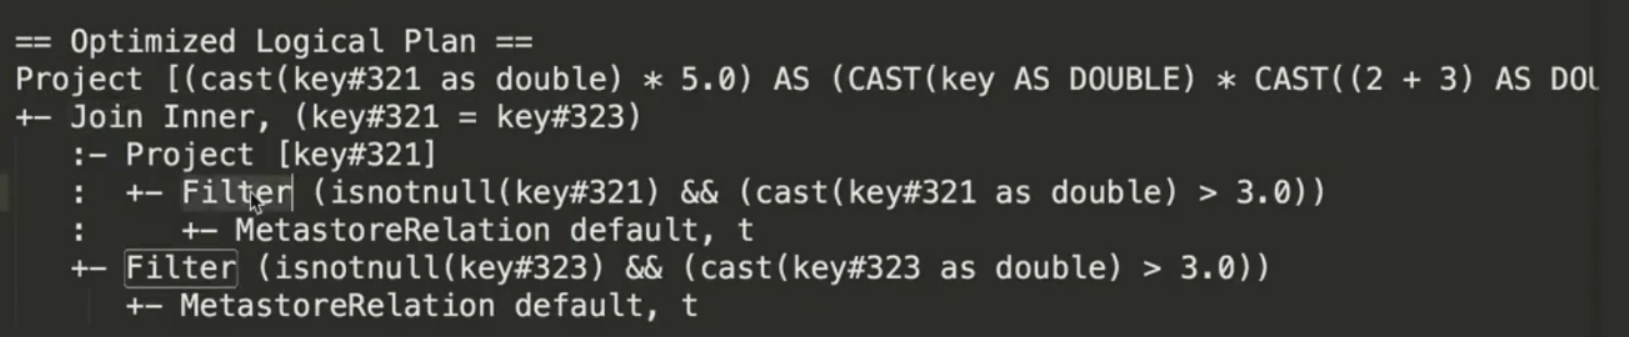 == Optimized Logical Plan ==
Project [(cast(key#321 as double) * 5.0) AS (CAST(key AS DOUBLE) * CAST((2 + 3) AS DOU
+– Join Inner, (key#321 = key#323)
   :– Project [key#321]
   :  +– Filter (isnotnull(key#321) && (cast(key#321 as double) > 3.0))
   :     +– MetastoreRelation default, t
   +– Filter (isnotnull(key#323) && (cast(key#323 as double) > 3.0))
      +– MetastoreRelation default, t